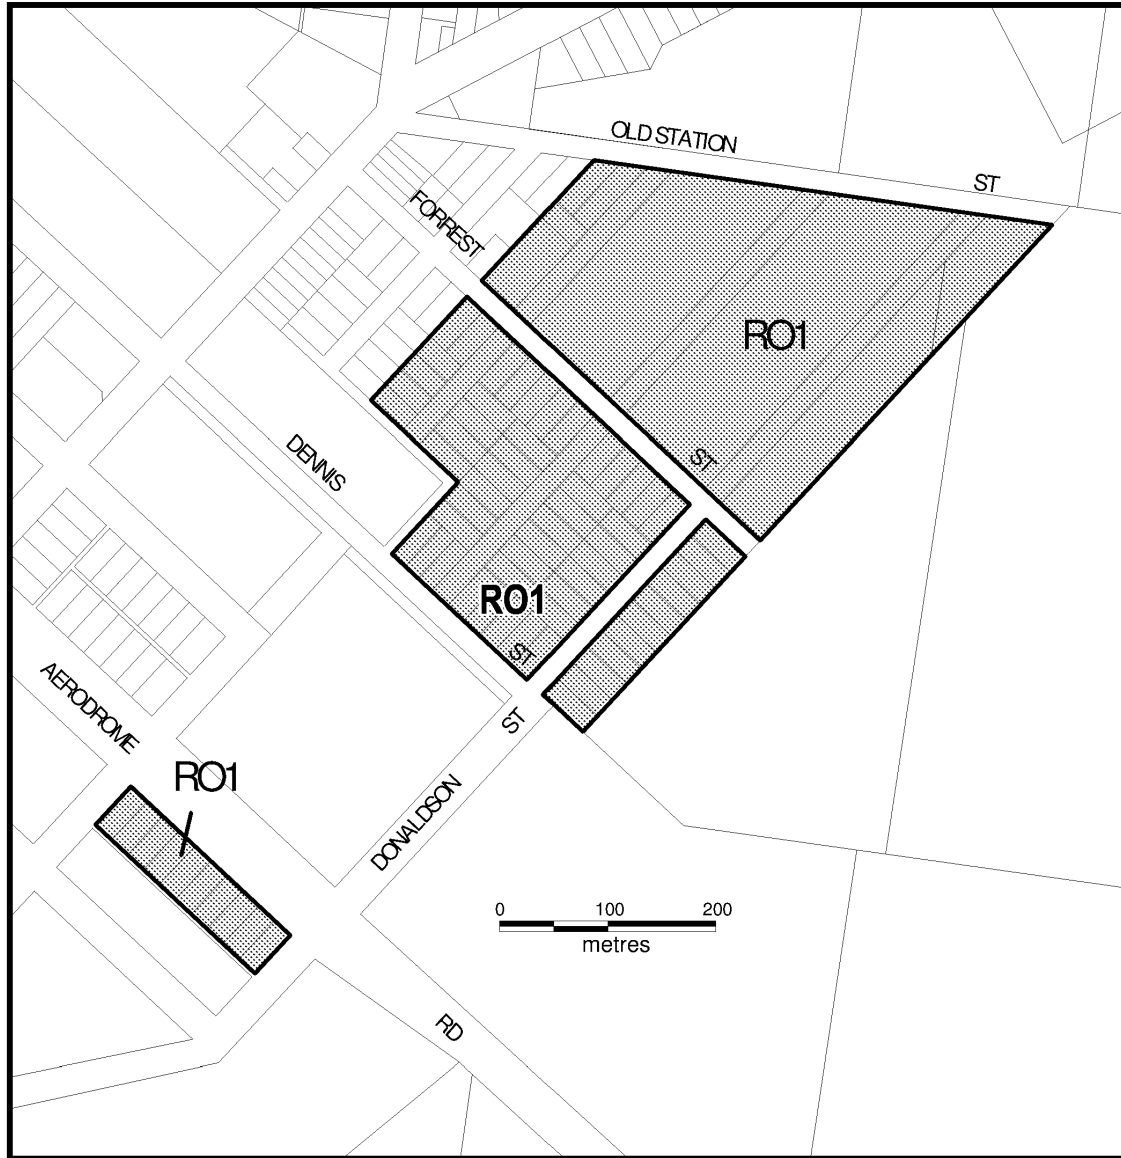 OLD STATION
ST
FORREST
RO1
DENNIS
ST
RO1
ST
AERODROME
ST
RO1
DONALDSON
0 100 200
metres
RD